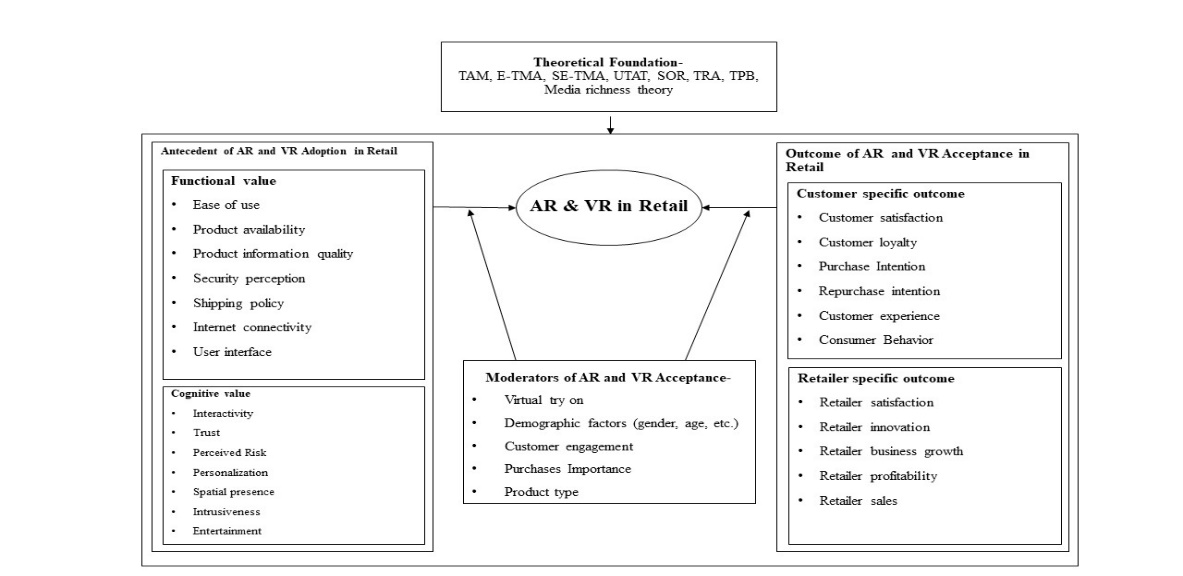 Theoretical Foundation-
TAM, E-TMA, SE-TMA, UTAT, SOR, TRA, TPB,
Media richness theory
Antecedent of AR and VR Adoption in Retail
Functional value
• Ease of use
• Product availability
• Product information quality
• Security perception
• Shipping policy
• Internet connectivity
• User interface
Cognitive value
• Interactivity
• Trust
• Perceived Risk
• Personalization
• Spatial presence
• Intrusiveness
• Entertainment
AR & VR in Retail
Moderators of AR and VR Acceptance-
• Virtual try on
• Demographic factors (gender, age, etc.)
• Customer engagement
• Purchases Importance
• Product type
Outcome of AR and VR Acceptance in
Retail
Customer specific outcome
• Customer satisfaction
• Customer loyalty
• Purchase Intention
• Repurchase intention
• Customer experience
• Consumer Behavior
Retailer specific outcome
• Retailer satisfaction
• Retailer innovation
• Retailer business growth
• Retailer profitability
• Retailer sales